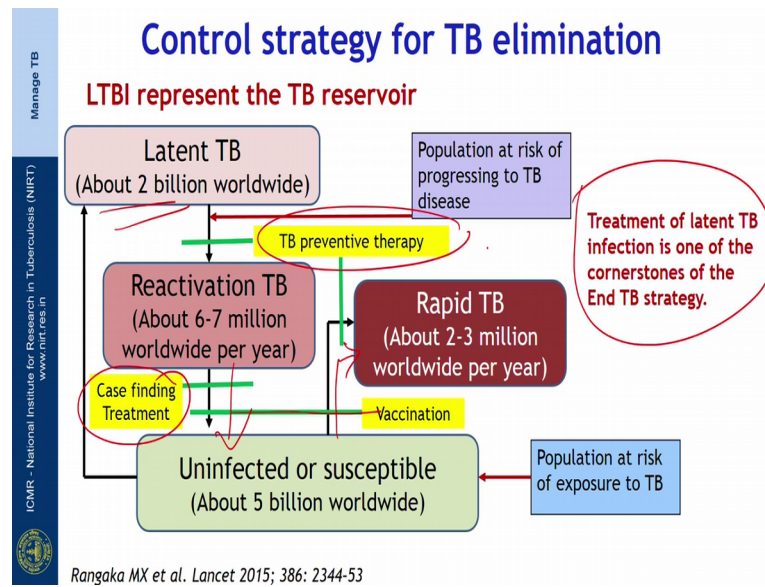 Control strategy for TB elimination
Manage TB
LTBI represent the TB reservoir
Latent TB
(About 2 billion worldwide)
Population at risk of
progressing to TB
disease
TB preventive therapy
Treatment of latent TB
infection is one of the
cornerstones of the
End TB strategy.
Reactivation TB
(About 6-7 million
worldwide per year)
Rapid TB
(About 2-3 million
worldwide per year)
Case finding
Treatment
Vaccination
Uninfected or susceptible
(About 5 billion worldwide)
Population at risk
of exposure to TB
ICMR - National Institute for Research in Tuberculosis (NIRT)
www.nirt.res.in
Rangaka MX et al. Lancet 2015; 386: 2344-53